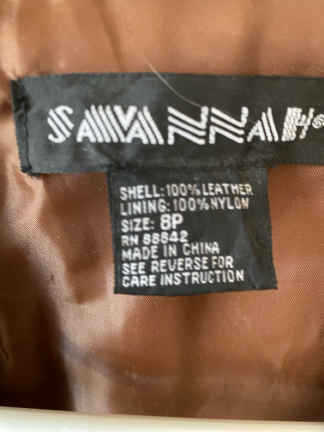 SAVANNAH®
SHELL: 100% LEATHER
LINING: 100% NYLON
SIZE: 8P
RN 88842
MADE IN CHINA
SEE REVERSE FOR
CARE INSTRUCTION